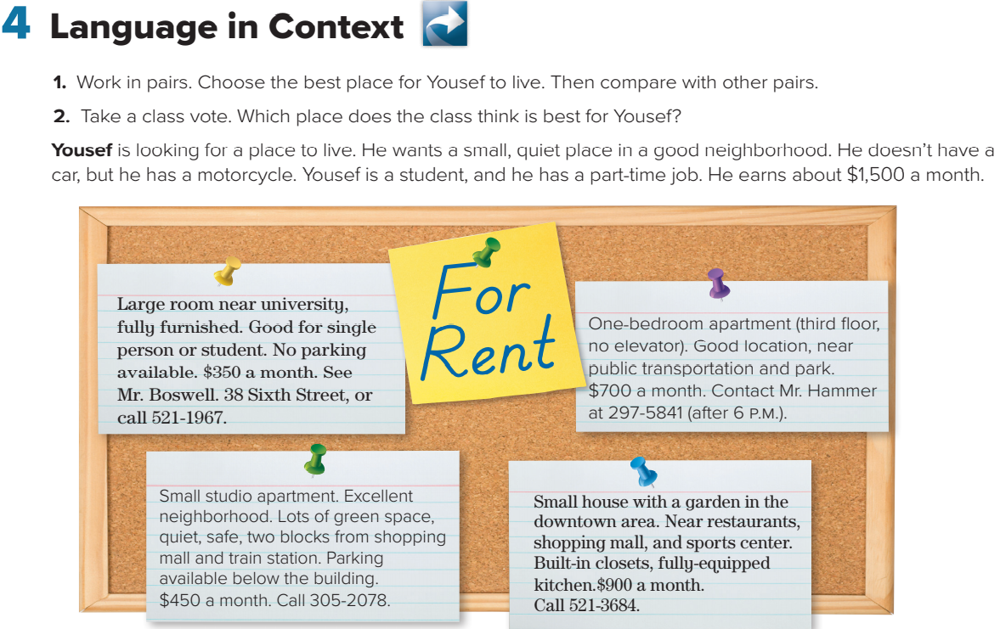 4 Language in Context
1. Work in pairs. Choose the best place for Yousef to live. Then compare with other pairs.
2. Take a class vote. Which place does the class think is best for Yousef?
Yousef is looking for a place to live. He wants a small, quiet place in a good neighborhood. He doesn't have a
car, but he has a motorcycle. Yousef is a student, and he has a part-time job. He earns about $1,500 a month.
Large room near university,
fully furnished. Good for single
person or student. No parking
available. $350 a month. See
Mr. Boswell. 38 Sixth Street, or
call 521-1967.
For
Rent
One-bedroom apartment (third floor,
no elevator). Good location, near
public transportation and park.
$700 a month. Contact Mr. Hammer
at 297-5841 (after 6 P.M.).
Small studio apartment. Excellent
neighborhood. Lots of green space,
quiet, safe, two blocks from shopping
mall and train station. Parking
available below the building.
$450 a month. Call 305-2078.
Small house with a garden in the
downtown area. Near restaurants,
shopping mall, and sports center.
Built-in closets, fully-equipped
kitchen.$900 a month.
Call 521-3684.